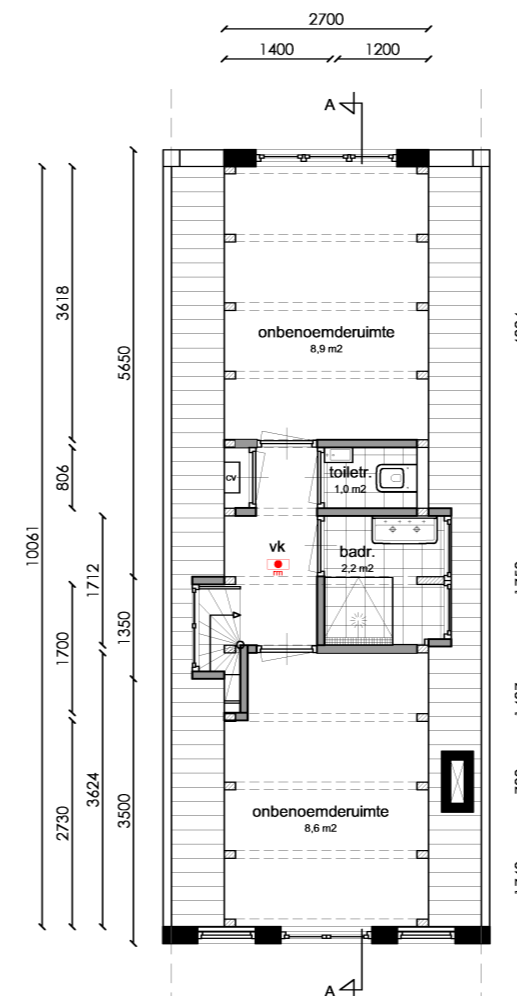 2700
1400
1200
A
3618
5650
onbenoemderuimte
8,9 m2
806
cv
toiletr.
1,0 m2
10061
1712
vk
badr.
2,2 m2
1700
1350
2730
3624
3500
onbenoemderuimte
8,6 m2
A